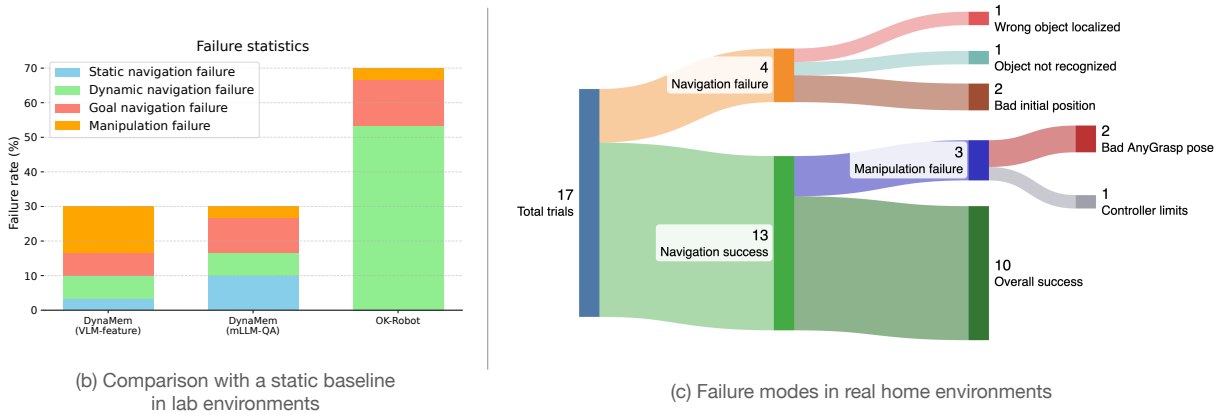 Failure statistics
Static navigation failure
Dynamic navigation failure
Goal navigation failure
Manipulation failure
Failure rate (%)
70
60
50
40
30
20
10
0
DynaMem
(VLM-feature)
DynaMem
(mLLM-QA)
OK-Robot
(b) Comparison with a static baseline
in lab environments
17
Total trials
4
Navigation failure
13
Navigation success
1
Wrong object localized
1
Object not recognized
2
Bad initial position
3
Manipulation failure
2
Bad AnyGrasp pose
1
Controller limits
10
Overall success
(c) Failure modes in real home environments